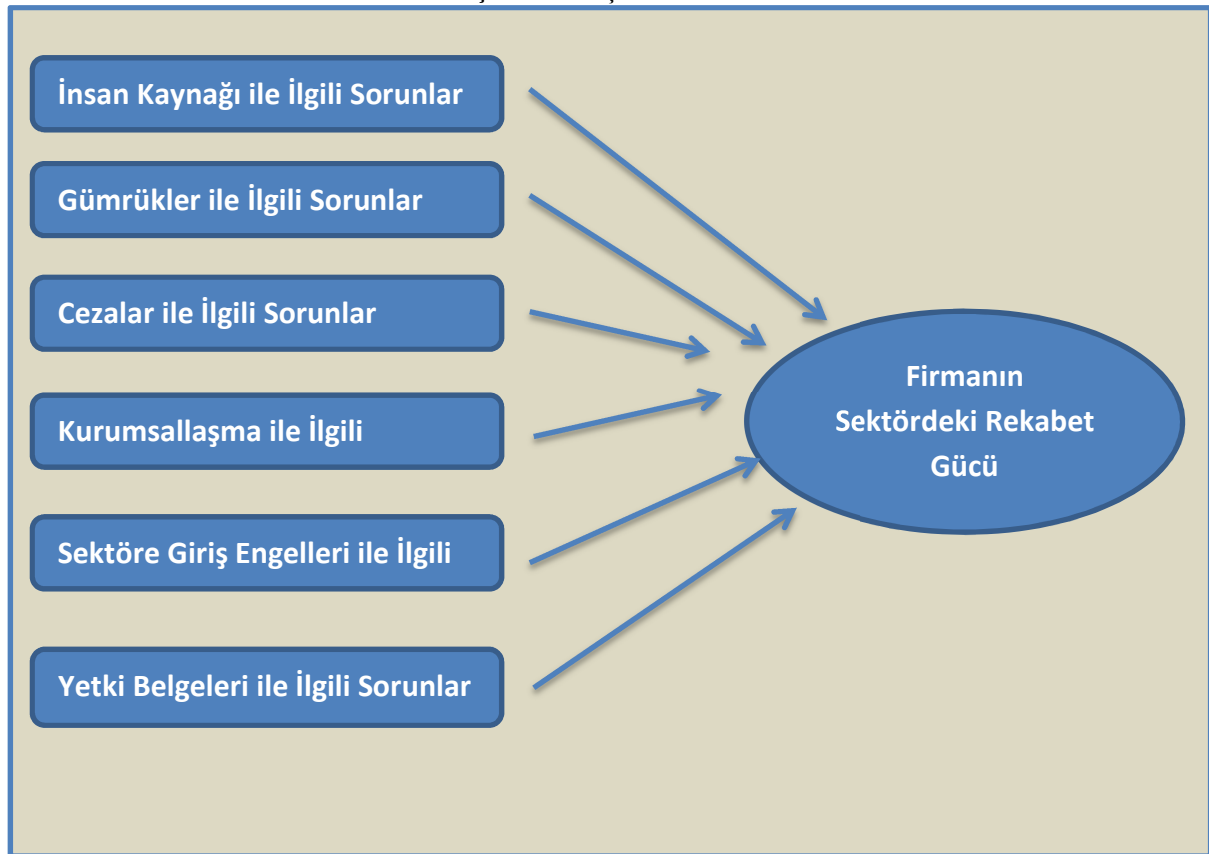 İnsan Kaynağı ile İlgili Sorunlar
Gümrükler ile İlgili Sorunlar
Cezalar ile İlgili Sorunlar
Kurumsallaşma ile İlgili
Sektöre Giriş Engelleri ile İlgili
Yetki Belgeleri ile İlgili Sorunlar
Firmanın
Sektördeki Rekabet
Gücü